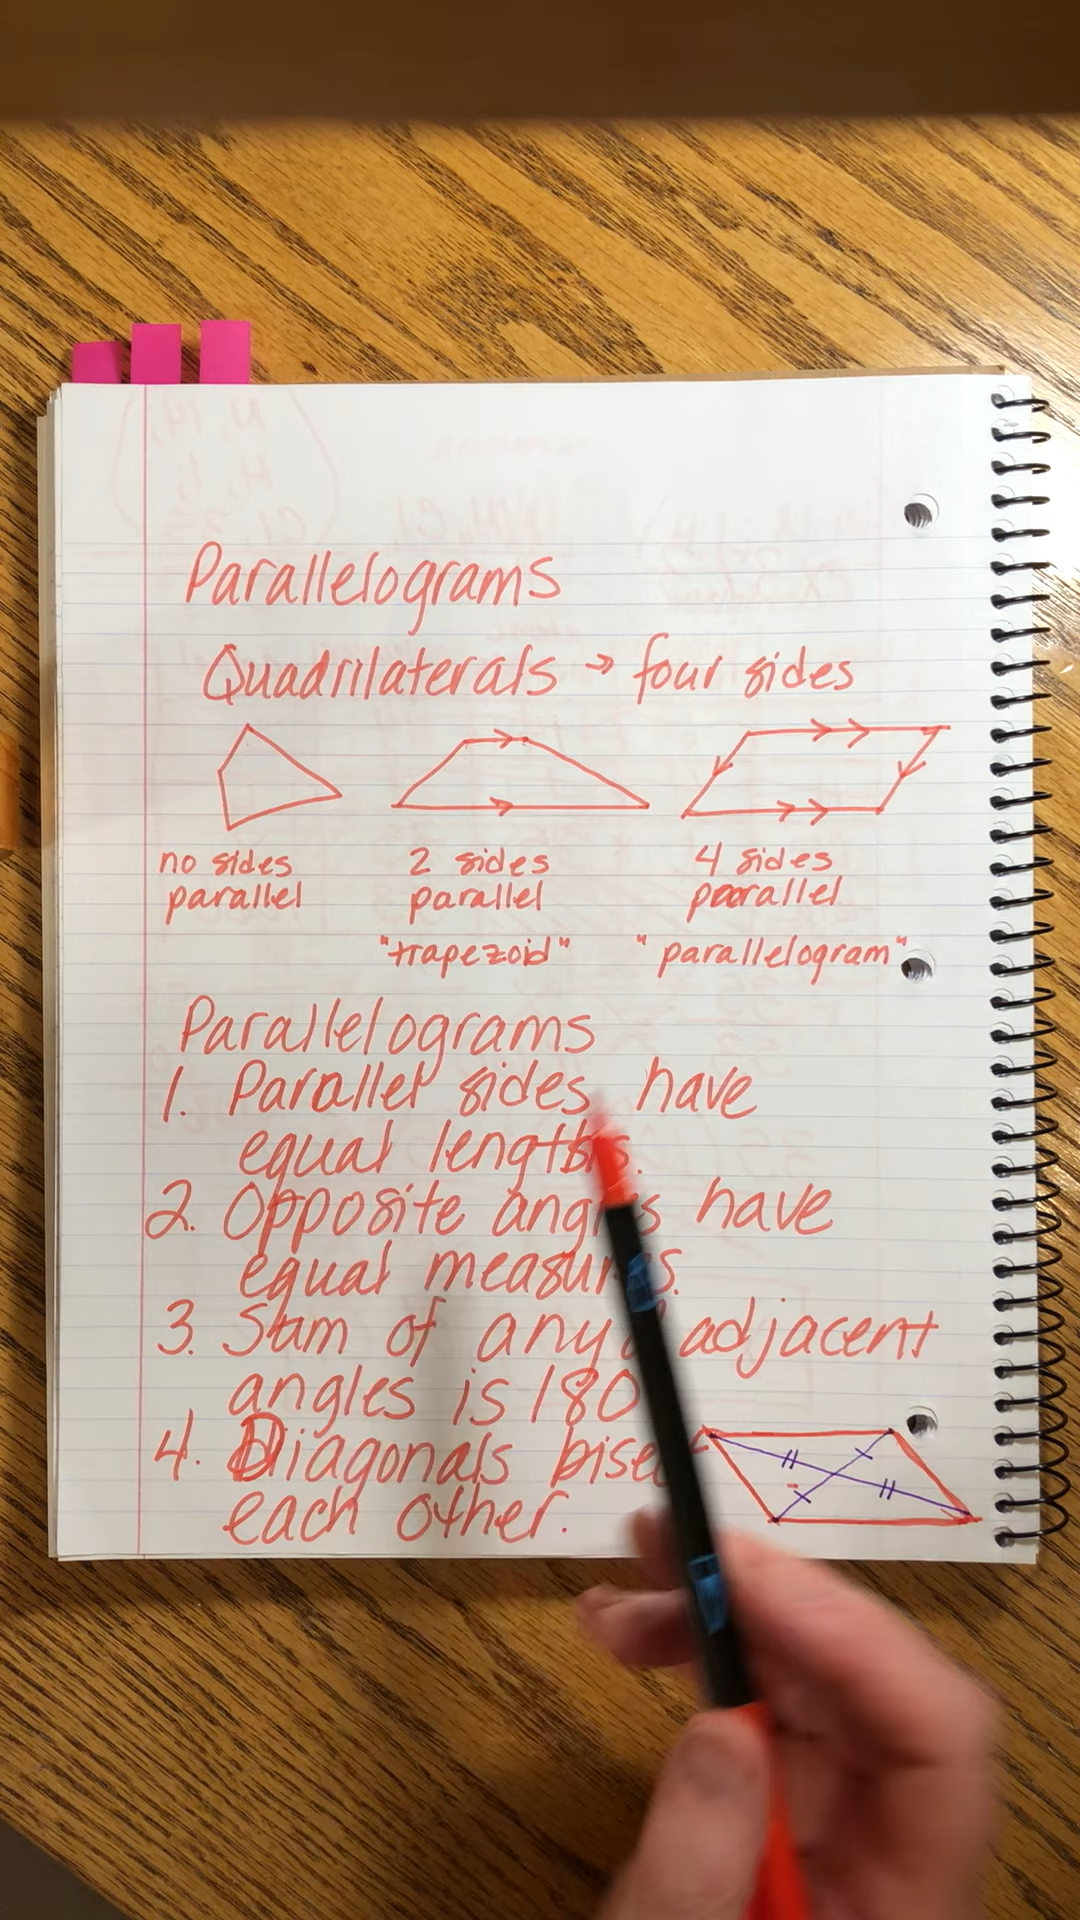 Parallelograms
Quadrilaterals → four sides
no sides parallel
2 sides parallel
"trapezoid"
4 sides parallel
"parallelogram"
Parallelograms
1. Parallel sides have
equal lengths.
2. Opposite angles have
equal measures.
3. Sum of any 2 adjacent
angles is 180
4. Diagonals bisect
each other.